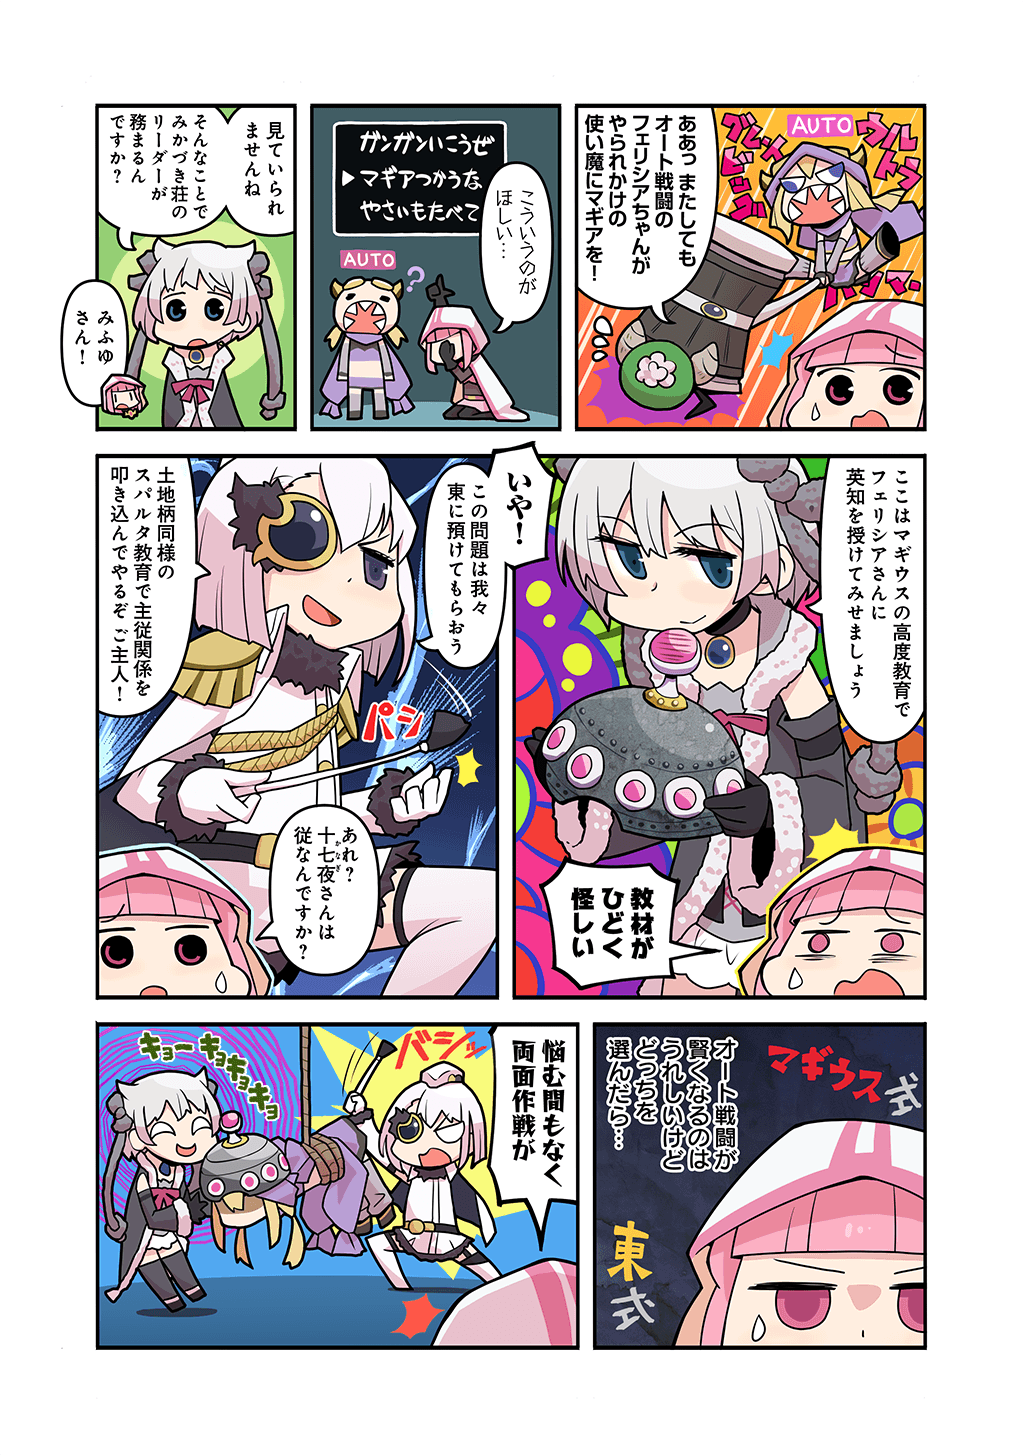 AUTO
ウルトラ
グレート
ビッグ
ハンマー
ああっ またしても
オート戦闘の
フェリシアちゃんが
やられかけの
使い魔にマギアを!
ガンガンいこうぜ
▶マギアつかうな
やさいもたべて
こういうのが
ほしい…
AUTO
?
見ていられ
ませんね
そんなことで
みかづき荘の
リーダーが
務まるん
ですか?
みふゆ
さん!
ここはマギウスの高度教育で
フェリシアさんに
英知を授けてみせましょう
教材が
ひどく
怪しい
いや!
この問題は我々
東に預けてもらおう
土地柄同様の
スパルタ教育で主従関係を
叩き込んでやるぞ ご主人!
パシ
あれ?
十七夜さんは
かなぎ
従なんですか?
マギウス式
オート戦闘が
賢くなるのは
うれしいけど
どっちを
選んだら…
東式
悩む間もなく
両面作戦が
バシッ
キョーキョキョキョ